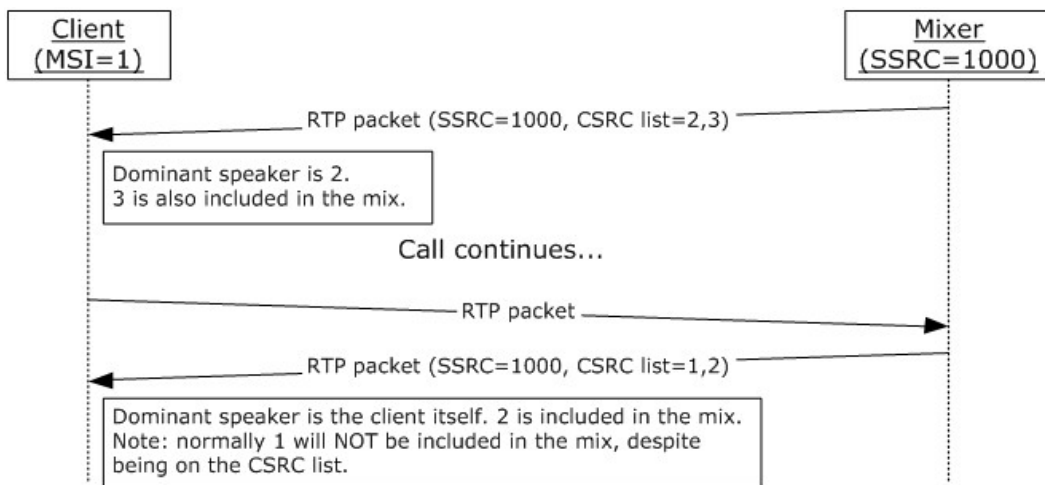 Client
(MSI=1)
Mixer
(SSRC=1000)
RTP packet (SSRC=1000, CSRC list=2,3)
Dominant speaker is 2.
3 is also included in the mix.
Call continues...
RTP packet
RTP packet (SSRC=1000, CSRC list=1,2)
Dominant speaker is the client itself. 2 is included in the mix.
Note: normally 1 will NOT be included in the mix, despite
being on the CSRC list.